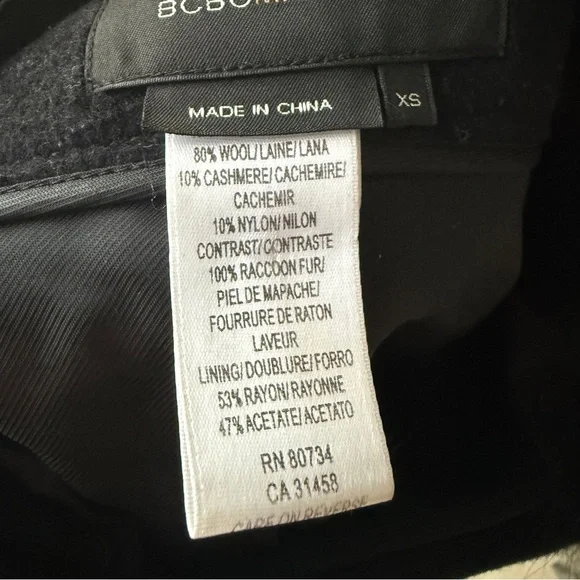 BCBGM
MADE IN CHINA
XS
80% WOOL/LAINE/LANA
10% CASHMERE/CACHEMIRE/
CACHEMIR
10% NYLON/NILON
CONTRAST/CONTRASTE
100% RACCOON FUR/
PIEL DE MAPACHE/
FOURRURE DE RATON
LAVEUR
LINING/DOUBLURE/FORRO
53% RAYON/RAYONNE
47% ACETATE/ACETATO
RN 80734
CA 31458
CARE ON REVERSE